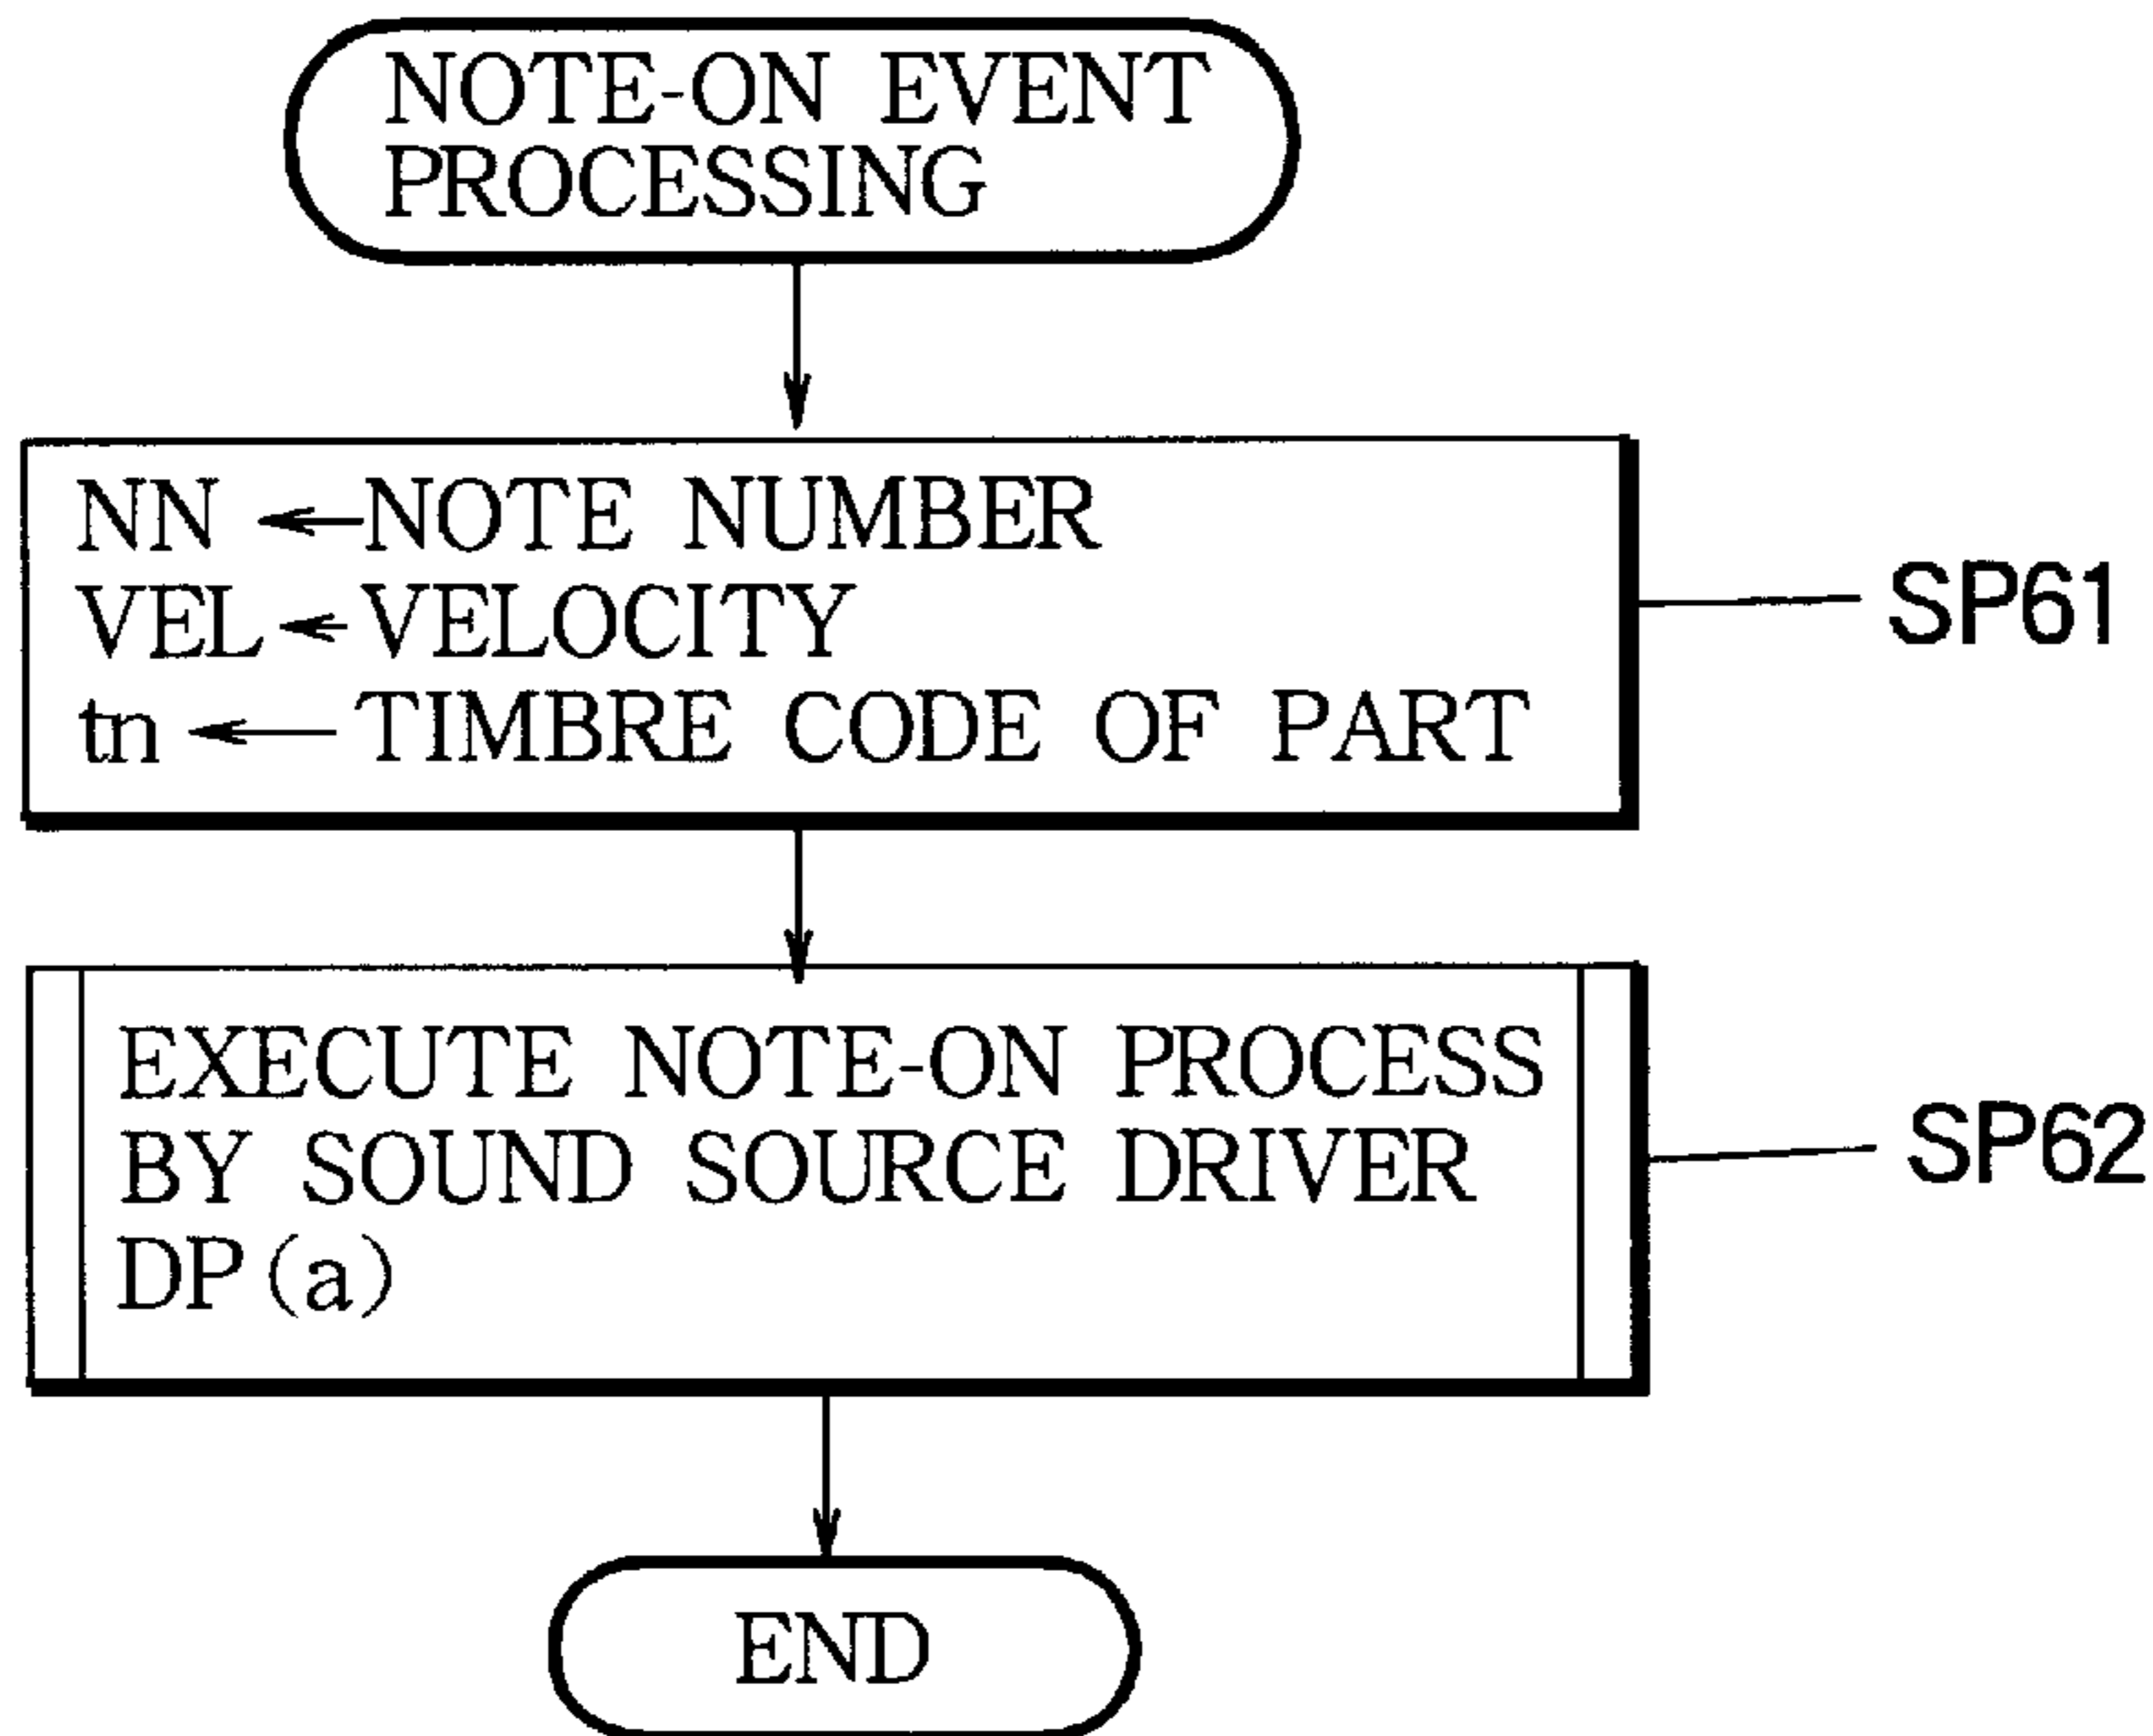 NOTE-ON EVENT
PROCESSING
NN ← NOTE NUMBER
VEL ← VELOCITY
tn ← TIMBRE CODE OF PART
SP61
EXECUTE NOTE-ON PROCESS
BY SOUND SOURCE DRIVER
DP(a)
SP62
END